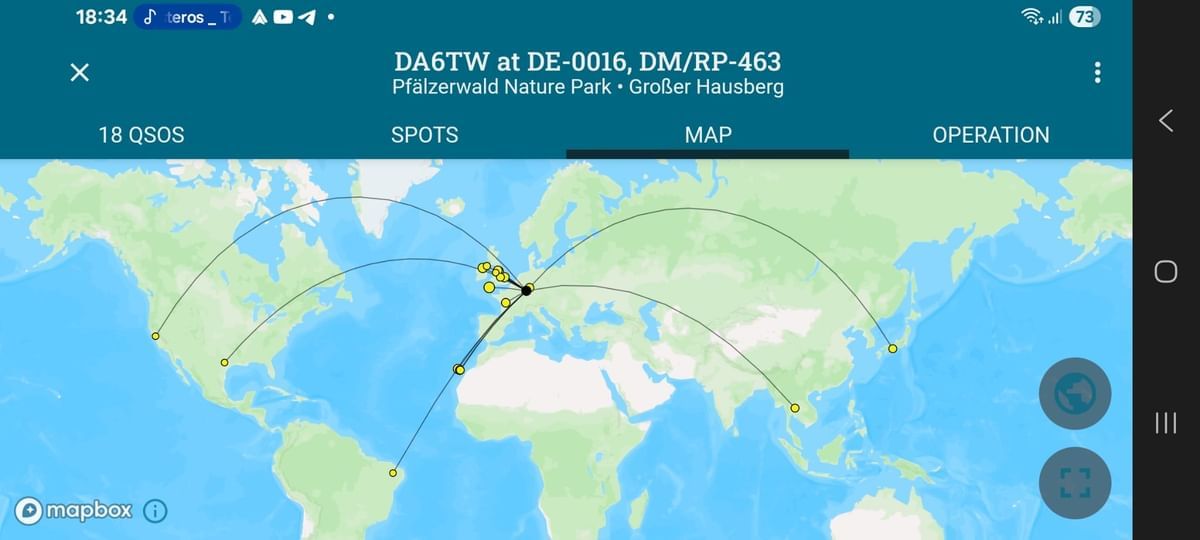 18:34 teros _ T
73
DA6TW at DE-0016, DM/RP-463
Pfälzerwald Nature Park • Großer Hausberg
18 QSOS
SPOTS
MAP
OPERATION
mapbox